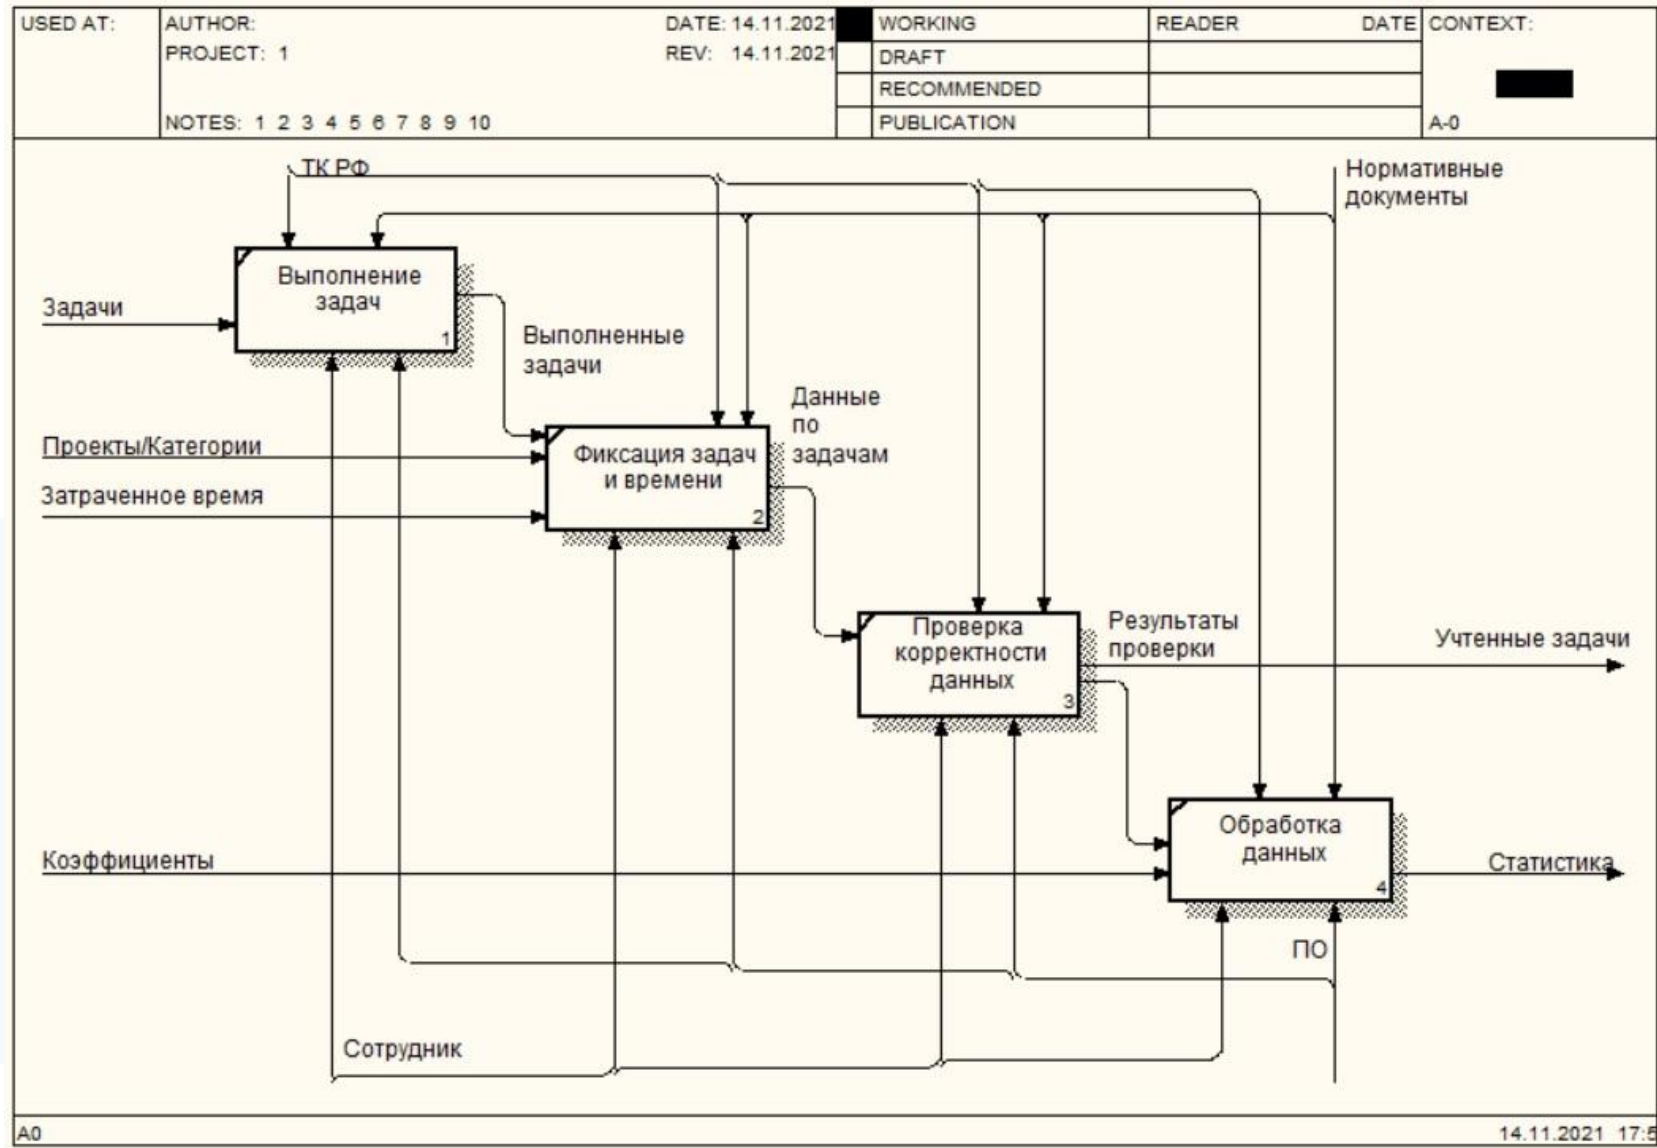 USED AT:
AUTHOR:
DATE: 14.11.2021
WORKING
READER
DATE
CONTEXT:
PROJECT: 1
REV: 14.11.2021
DRAFT
RECOMMENDED
NOTES: 1 2 3 4 5 6 7 8 9 10
PUBLICATION
A-0
ТК РФ
Нормативные
документы
Выполнение
задач
1
Задачи
Выполненные
задачи
Данные
по
задачам
Проекты/Категории
Фиксация задач
и времени
2
Затраченное время
Проверка
корректности
данных
3
Результаты
проверки
Учтенные задачи
Обработка
данных
4
Коэффициенты
Статистика
ПО
Сотрудник
A0
14.11.2021 17:5